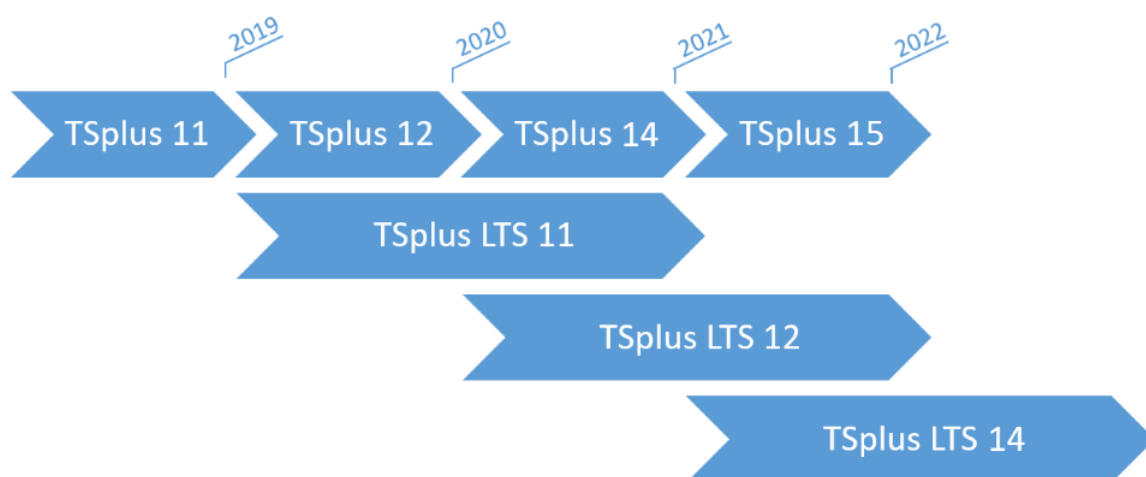 2019
2020
2021
2022
TSplus 11
TSplus 12
TSplus 14
TSplus 15
TSplus LTS 11
TSplus LTS 12
TSplus LTS 14